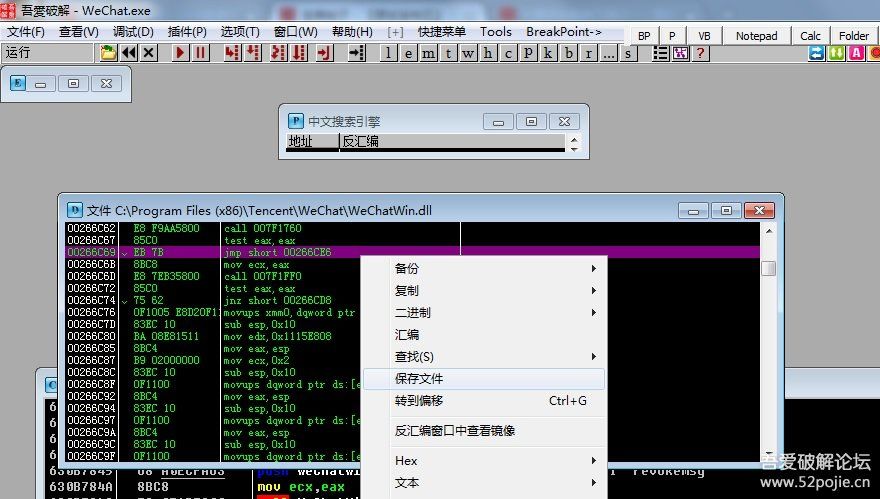 吾爱破解 - WeChat.exe
文件(F) 查看(V) 调试(D) 插件(P) 选项(T) 窗口(W) 帮助(H) [+] 快捷菜单 Tools BreakPoint-> BP P VB Notepad Calc Folder
运行 l e m t w h c p k b r ... s ?
E
P 中文搜索引擎
地址 反汇编
D 文件 C:\Program Files (x86)\Tencent\WeChat\WeChatWin.dll
00266C62 E8 F9AA5800 call 007F1760
00266C67 85C0 test eax,eax
00266C69 EB 7B jmp short 00266CE6
00266C6B 8BC8 mov ecx,eax
00266C6D E8 7EB35800 call 007F1FF0
00266C72 85C0 test eax,eax
00266C74 75 62 jnz short 00266CD8
00266C76 0F1005 E8D20F11 movups xmm0, dqword ptr
00266C7D 83EC 10 sub esp,0x10
00266C80 BA 08E81511 mov edx,0x1115E808
00266C85 8BC4 mov eax,esp
00266C87 B9 02000000 mov ecx,0x2
00266C8C 83EC 10 sub esp,0x10
00266C8F 0F1100 movups dqword ptr ds:[e
00266C92 8BC4 mov eax,esp
00266C94 83EC 10 sub esp,0x10
00266C97 0F1100 movups dqword ptr ds:[e
00266C9A 8BC4 mov eax,esp
00266C9C 83EC 10 sub esp,0x10
00266C9F 0F1100 movups dqword ptr ds:[e
备份
复制
二进制
汇编
查找(S)
保存文件
转到偏移 Ctrl+G
反汇编窗口中查看镜像
Hex
文本
C
630B7845 68 A0ECFA63 push wechatwi revokemsg
630B784A 8BC8 mov ecx,eax
吾爱破解论坛
www.52pojie.cn